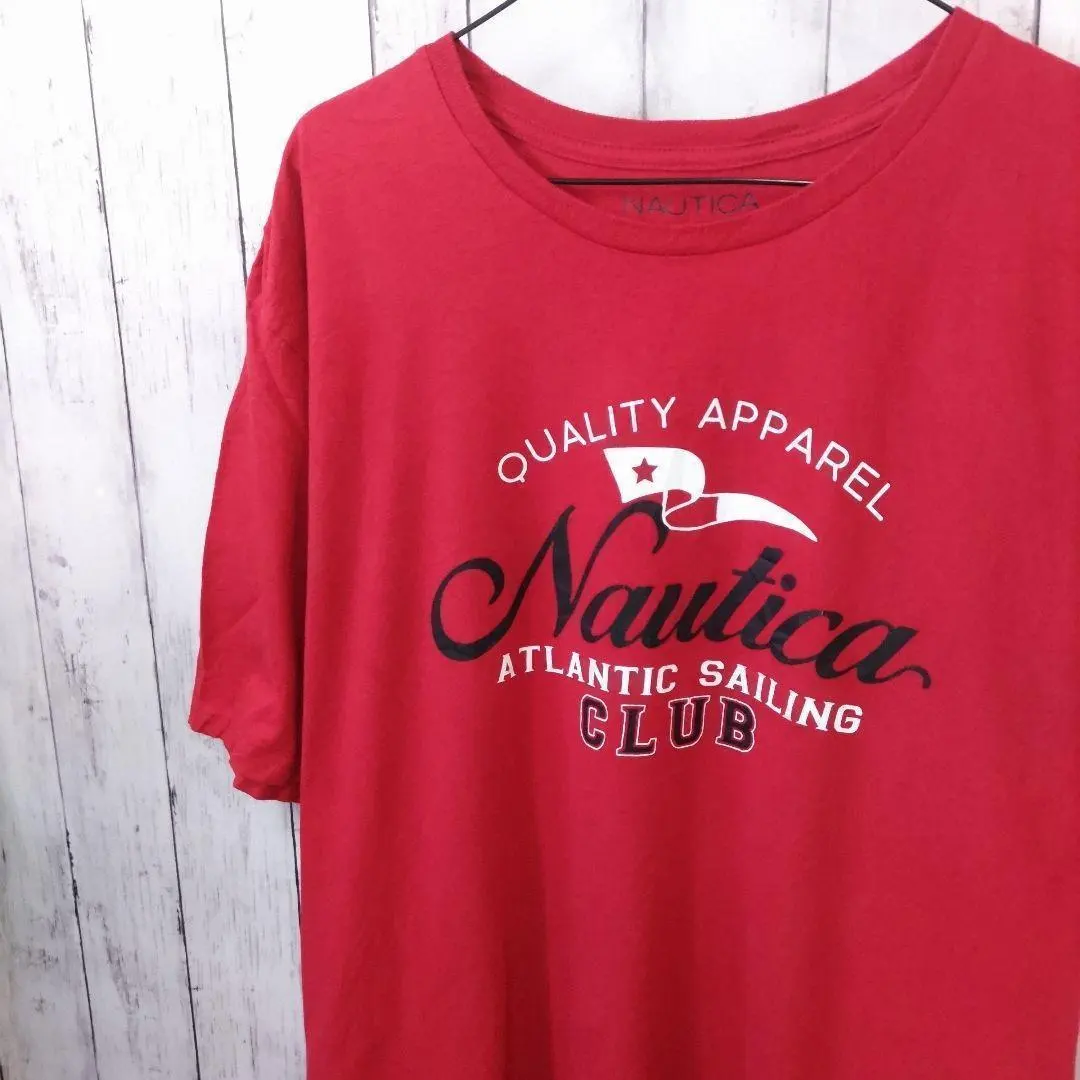 NAUTICA
QUALITY APPAREL
Nautica
ATLANTIC SAILING
CLUB